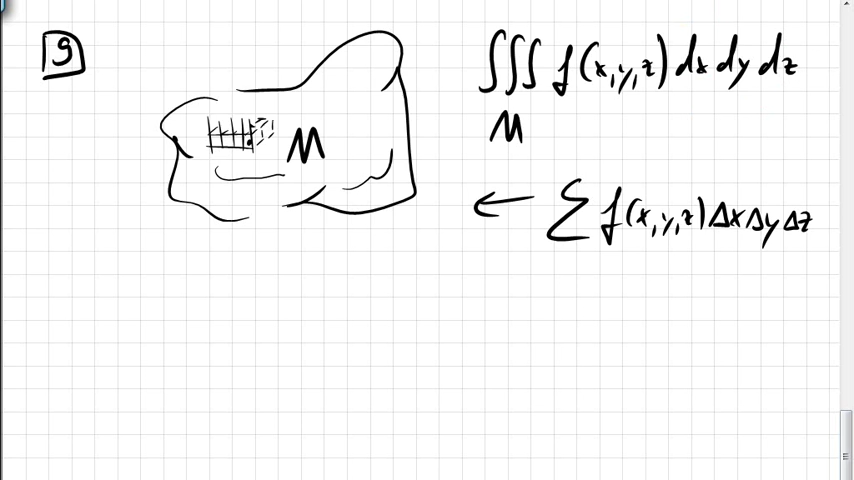 9
M
∭ f(x,y,z) dx dy dz
M
← ∑ f(x,y,z) Δx Δy Δz